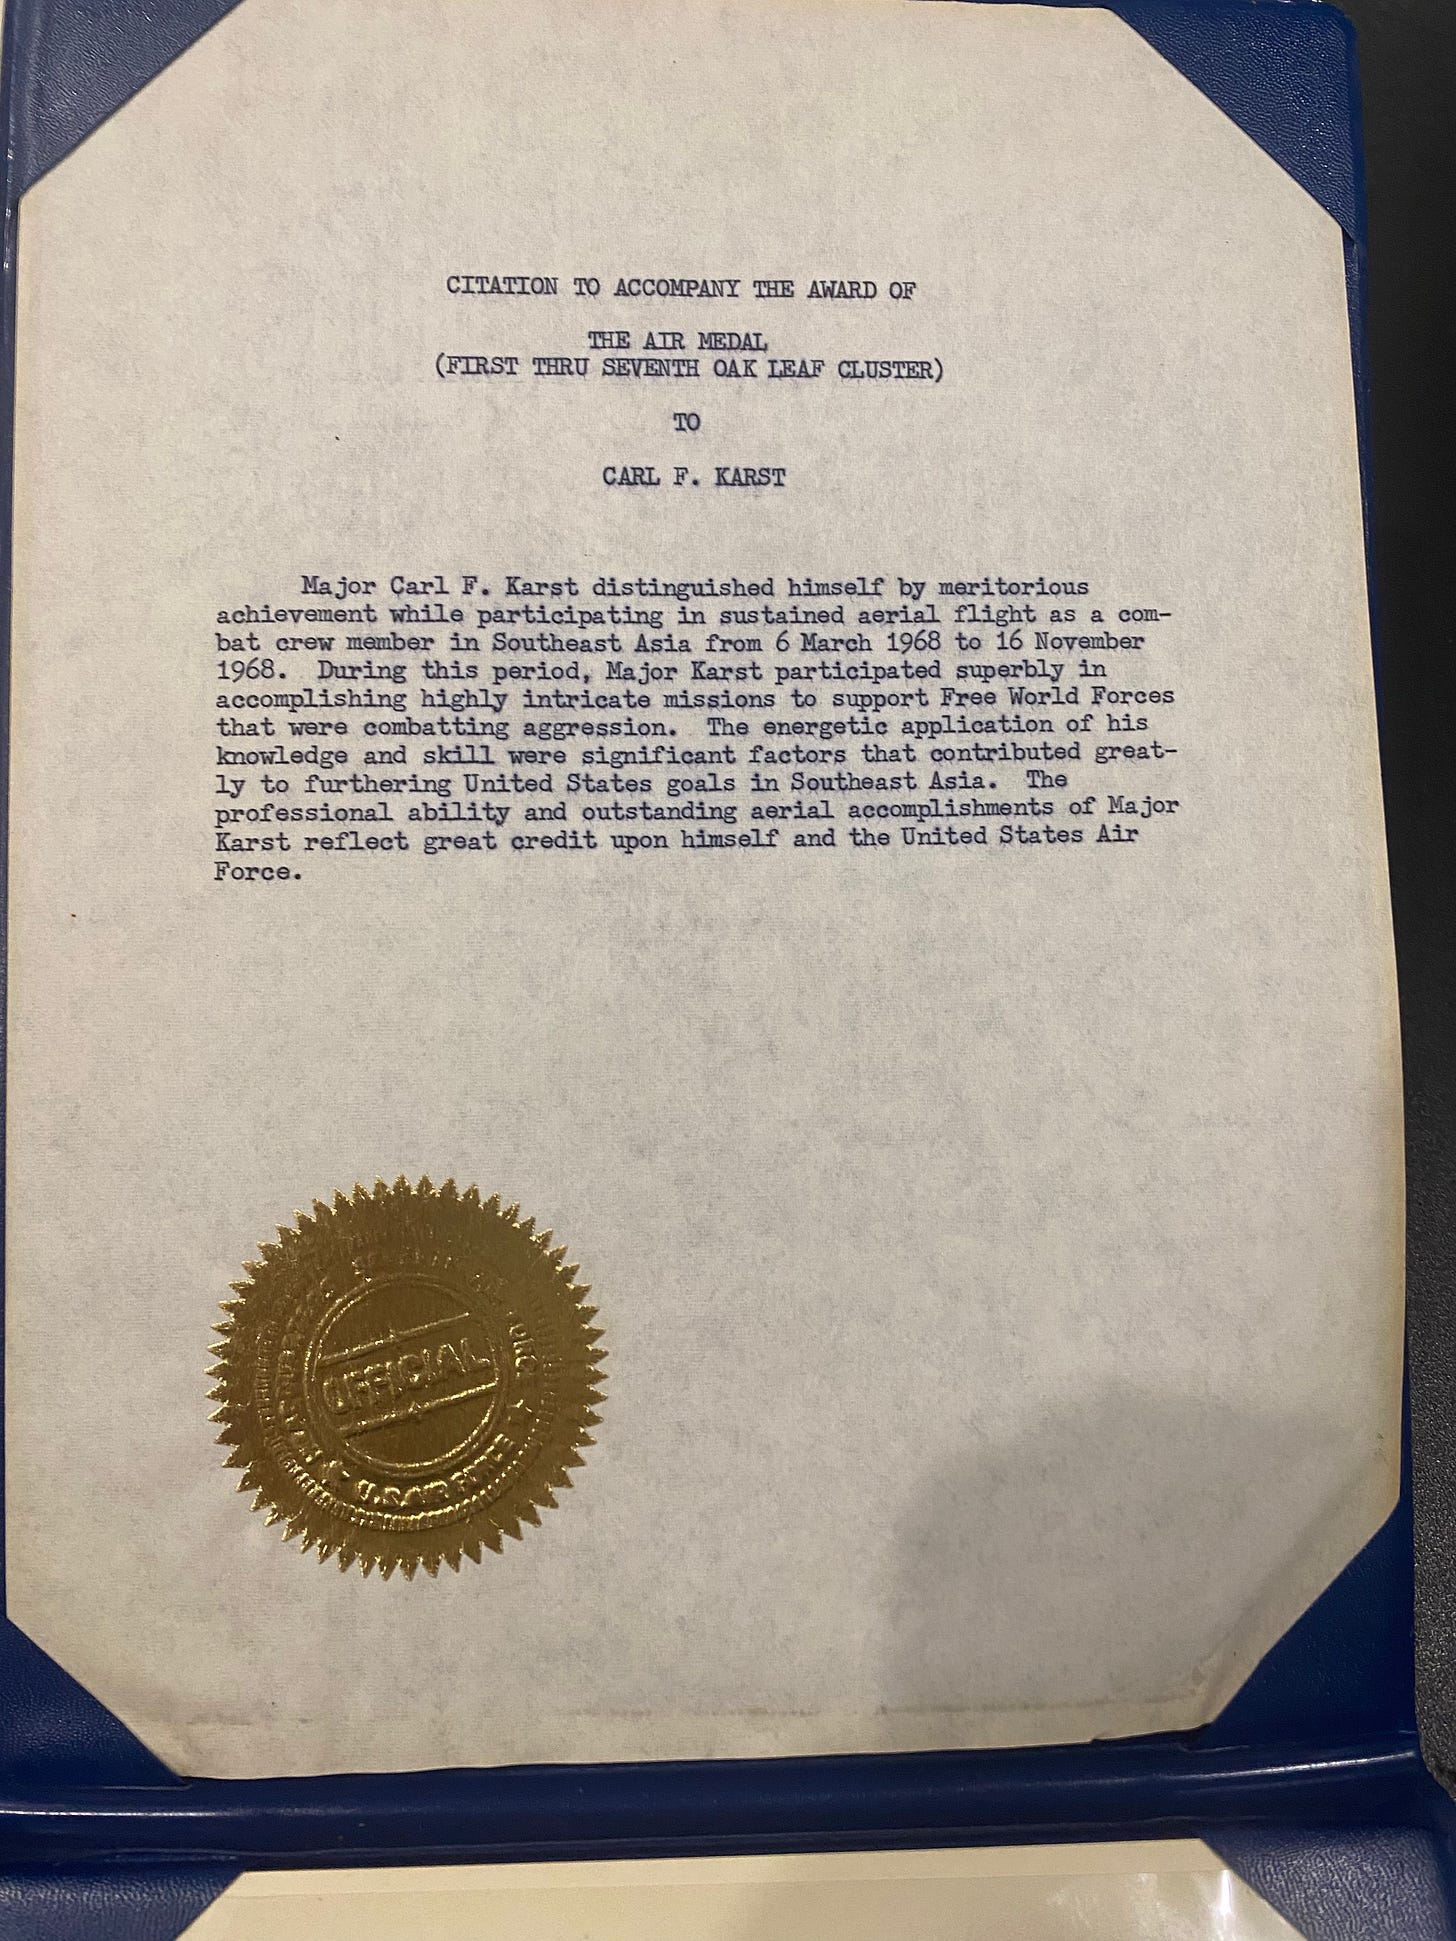 CITATION TO ACCOMPANY THE AWARD OF
THE AIR MEDAL
(FIRST THRU SEVENTH OAK LEAF CLUSTER)
TO
CARL F. KARST
Major Carl F. Karst distinguished himself by meritorious
achievement while participating in sustained aerial flight as a com-
bat crew member in Southeast Asia from 6 March 1968 to 16 November
1968. During this period, Major Karst participated superbly in
accomplishing highly intricate missions to support Free World Forces
that were combatting aggression. The energetic application of his
knowledge and skill were significant factors that contributed great-
ly to furthering United States goals in Southeast Asia. The
professional ability and outstanding aerial accomplishments of Major
Karst reflect great credit upon himself and the United States Air
Force.
OFFICIAL